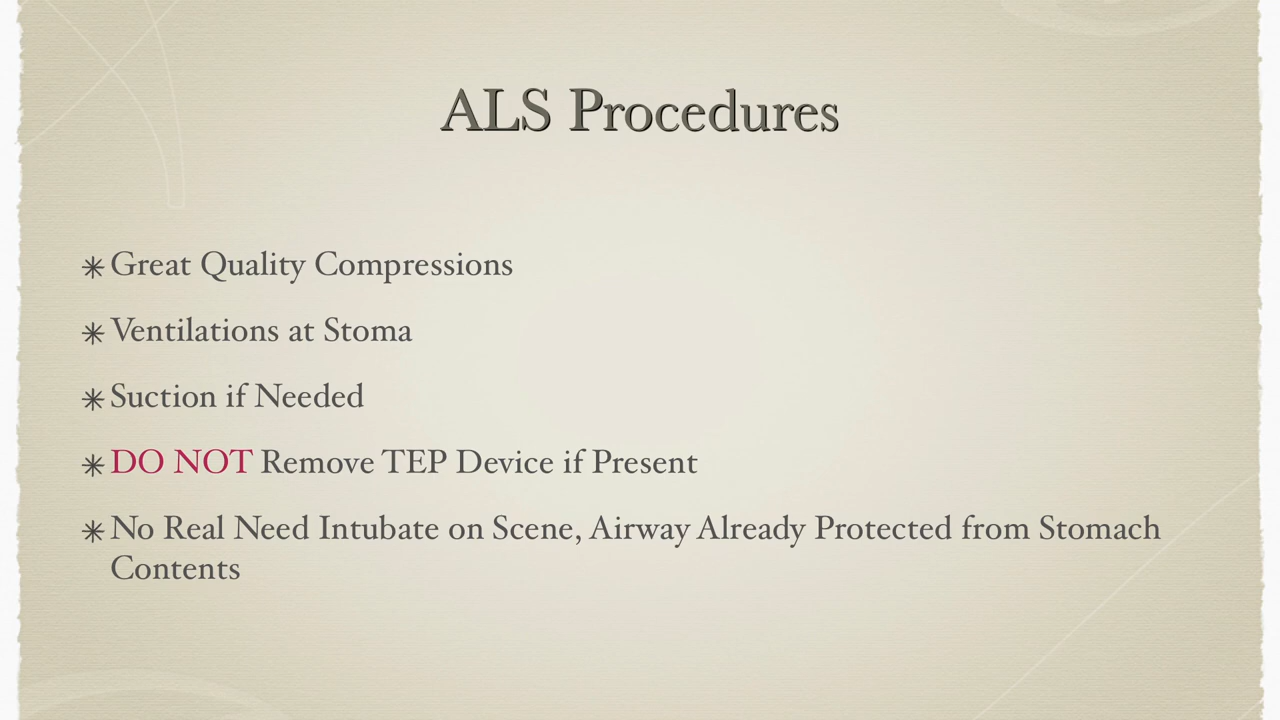 ALS Procedures
Great Quality Compressions
Ventilations at Stoma
Suction if Needed
DO NOT Remove TEP Device if Present
No Real Need Intubate on Scene, Airway Already Protected from Stomach
Contents